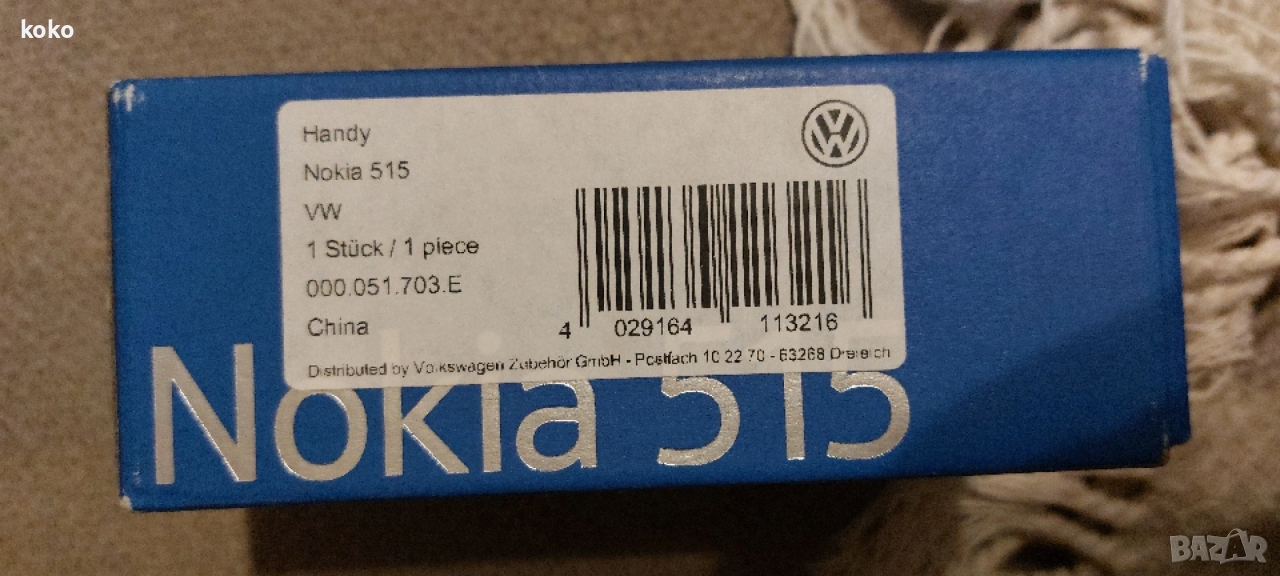 koko
Handy
Nokia 515
VW
1 Stück / 1 piece
000.051.703.E
China
4 029164 113216
Distributed by Volkswagen Zubehör GmbH - Postfach 10 22 70 - 63268 Dreieich
Nokia 515
BAZAR